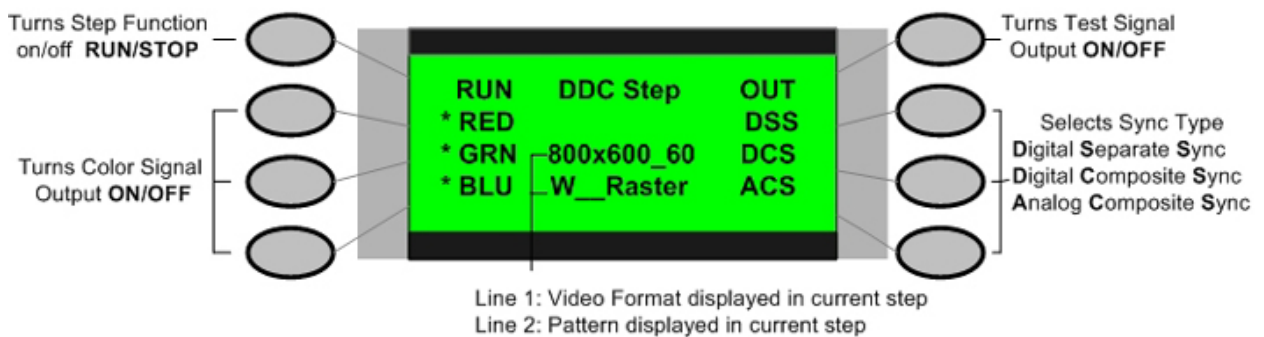 Turns Step Function
on/off RUN/STOP
Turns Color Signal
Output ON/OFF
RUN DDC Step OUT
* RED DSS
* GRN 800x600_60 DCS
* BLU W__Raster ACS
Turns Test Signal
Output ON/OFF
Selects Sync Type
Digital Separate Sync
Digital Composite Sync
Analog Composite Sync
Line 1: Video Format displayed in current step
Line 2: Pattern displayed in current step